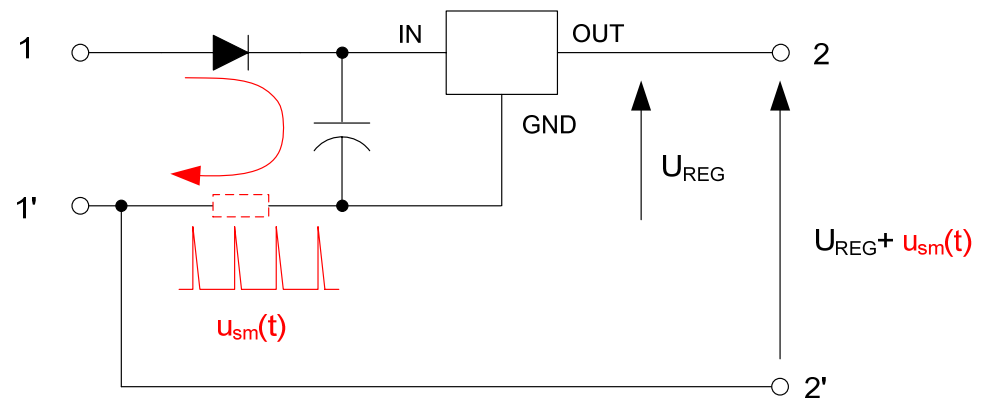 1
IN
OUT
2
GND
U_REG
1'
U_REG+ u_sm(t)
u_sm(t)
2'